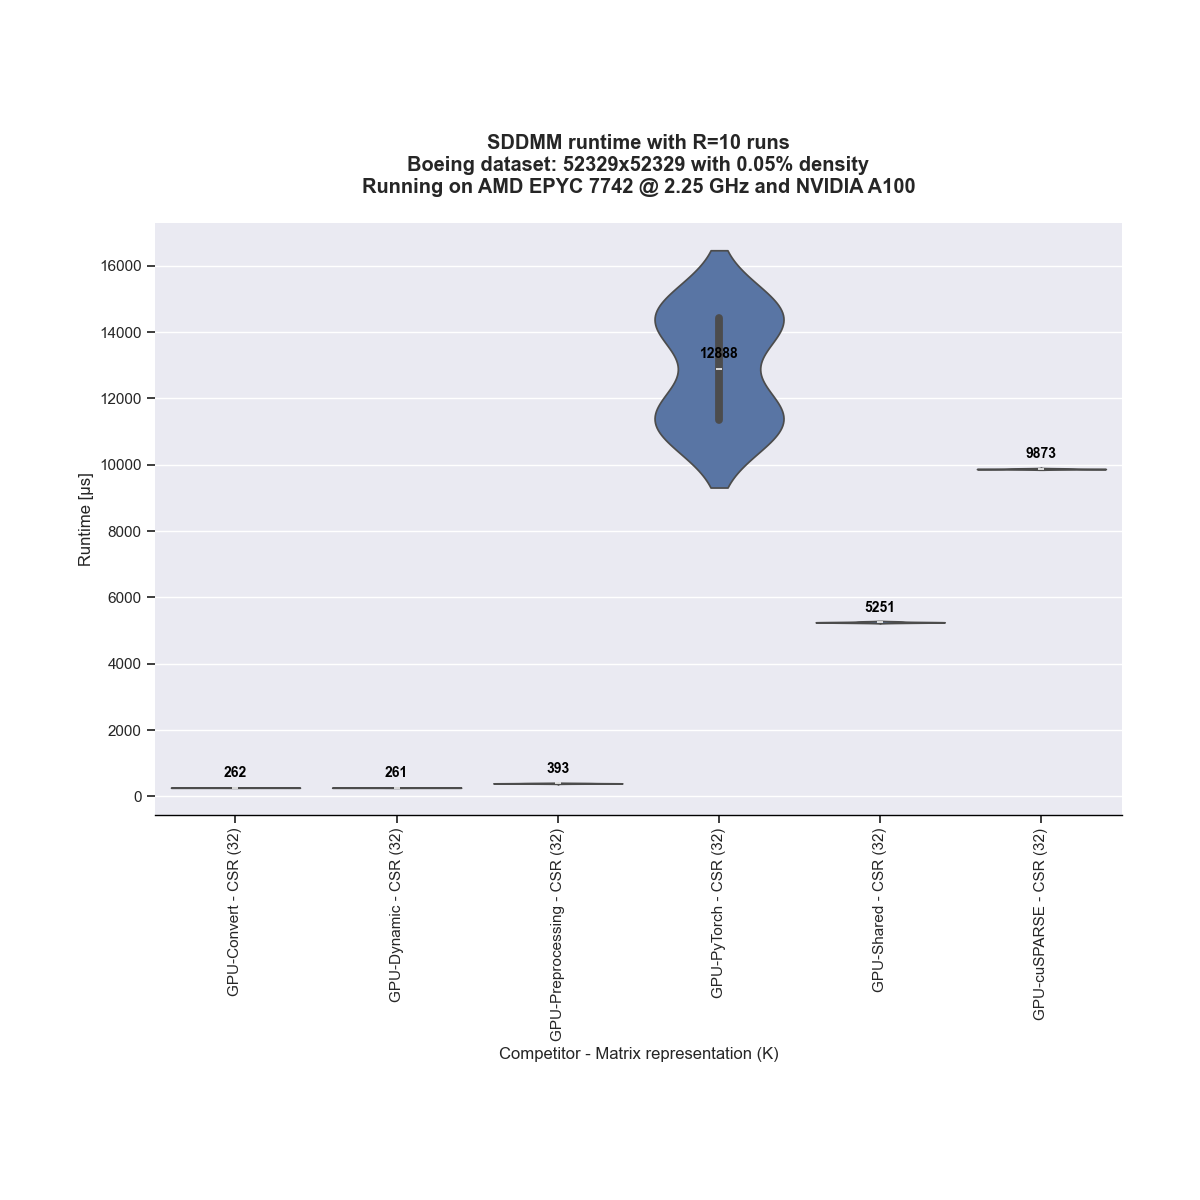 SDDMM runtime with R=10 runs
Boeing dataset: 52329x52329 with 0.05% density
Running on AMD EPYC 7742 @ 2.25 GHz and NVIDIA A100
Runtime [µs]
16000
14000
12000
10000
8000
6000
4000
2000
0
262
261
393
12888
5251
9873
GPU-Convert - CSR (32)
GPU-Dynamic - CSR (32)
GPU-Preprocessing - CSR (32)
GPU-PyTorch - CSR (32)
GPU-Shared - CSR (32)
GPU-cuSPARSE - CSR (32)
Competitor - Matrix representation (K)